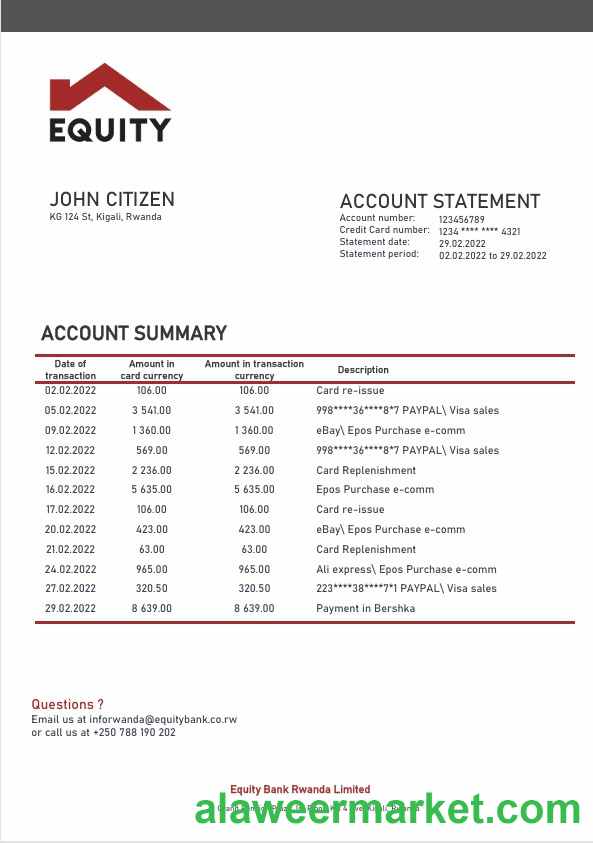 EQUITY
JOHN CITIZEN
KG 124 St, Kigali, Rwanda
ACCOUNT STATEMENT
Account number: 123456789
Credit Card number: 1234 **** **** 4321
Statement date: 29.02.2022
Statement period: 02.02.2022 to 29.02.2022
ACCOUNT SUMMARY
Date of transaction Amount in card currency Amount in transaction currency Description
02.02.2022 106.00 106.00 Card re-issue
05.02.2022 3 541.00 3 541.00 998****36****8*7 PAYPAL\ Visa sales
09.02.2022 1 360.00 1 360.00 eBay\ Epos Purchase e-comm
12.02.2022 569.00 569.00 998****36****8*7 PAYPAL\ Visa sales
15.02.2022 2 236.00 2 236.00 Card Replenishment
16.02.2022 5 635.00 5 635.00 Epos Purchase e-comm
17.02.2022 106.00 106.00 Card re-issue
20.02.2022 423.00 423.00 eBay\ Epos Purchase e-comm
21.02.2022 63.00 63.00 Card Replenishment
24.02.2022 965.00 965.00 Ali express\ Epos Purchase e-comm
27.02.2022 320.50 320.50 223****38****7*1 PAYPAL\ Visa sales
29.02.2022 8 639.00 8 639.00 Payment in Bershka
Questions ?
Email us at inforwanda@equitybank.co.rw
or call us at +250 788 190 202
Equity Bank Rwanda Limited
alaweermarket.com